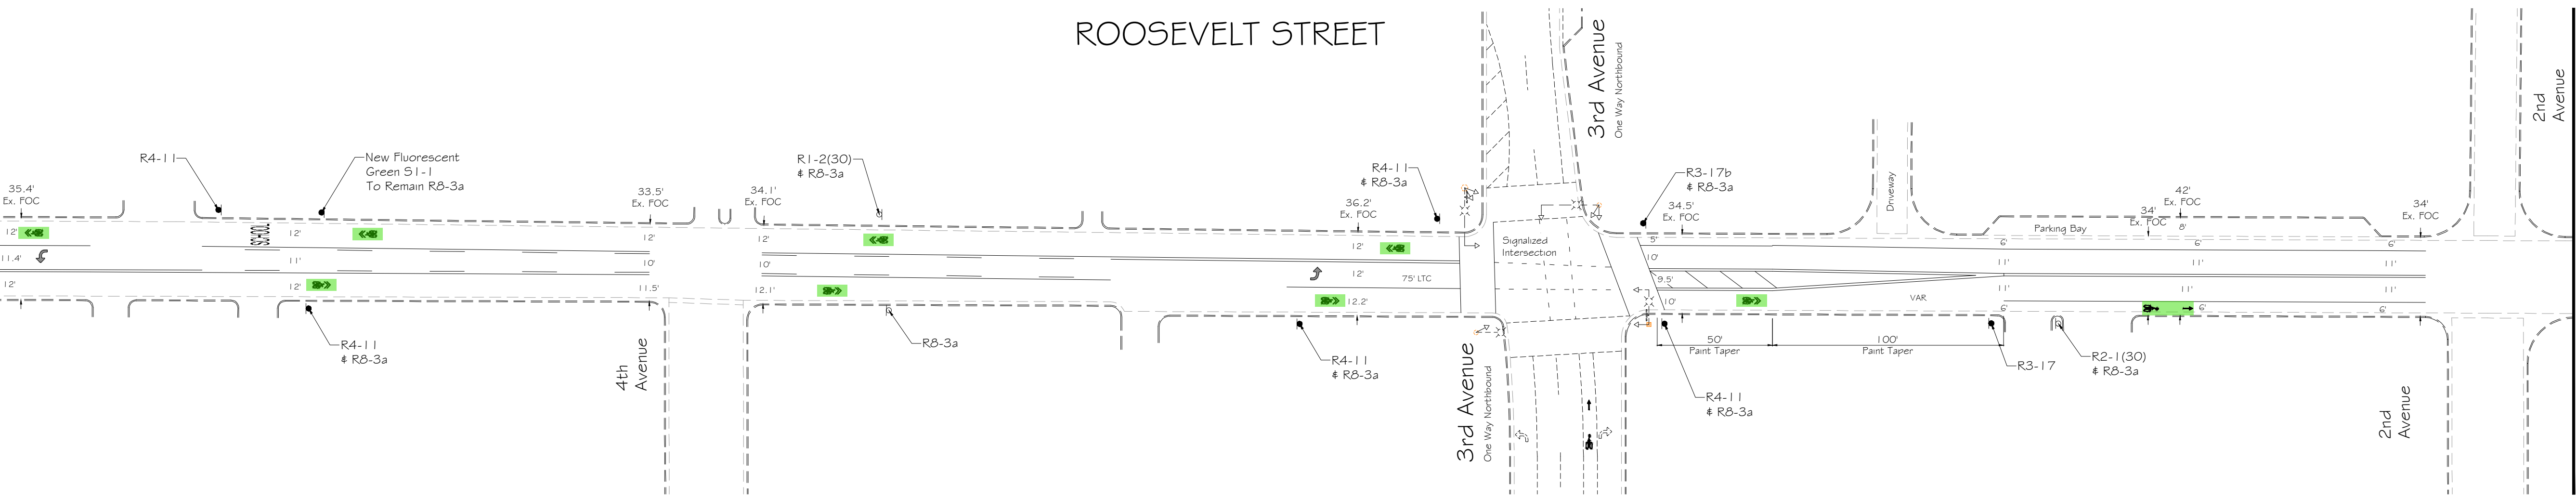 ROOSEVELT STREET
35.4'
Ex. FOC
12'
11.4'
12'
R4-11
New Fluorescent
Green S1-1
To Remain R8-3a
SCHOOL
12'
11'
12'
R4-11
& R8-3a
33.5'
Ex. FOC
12'
10'
11.5'
4th
Avenue
34.1'
Ex. FOC
12'
10'
12.1'
R1-2(30)
& R8-3a
R8-3a
R4-11
& R8-3a
36.2'
Ex. FOC
12'
12'
75' LTC
12.2'
R4-11
& R8-3a
3rd Avenue
One Way Northbound
3rd Avenue
One Way Northbound
Signalized
Intersection
R3-17b
& R8-3a
34.5'
Ex. FOC
5'
10'
9.5'
10'
50'
Paint Taper
100'
Paint Taper
R4-11
& R8-3a
VAR
R3-17
Driveway
Parking Bay
6'
11'
11'
6'
R2-1(30)
& R8-3a
42'
Ex. FOC
34'
Ex. FOC
8'
6'
11'
11'
6'
34'
Ex. FOC
6'
11'
11'
6'
2nd
Avenue
2nd
Avenue